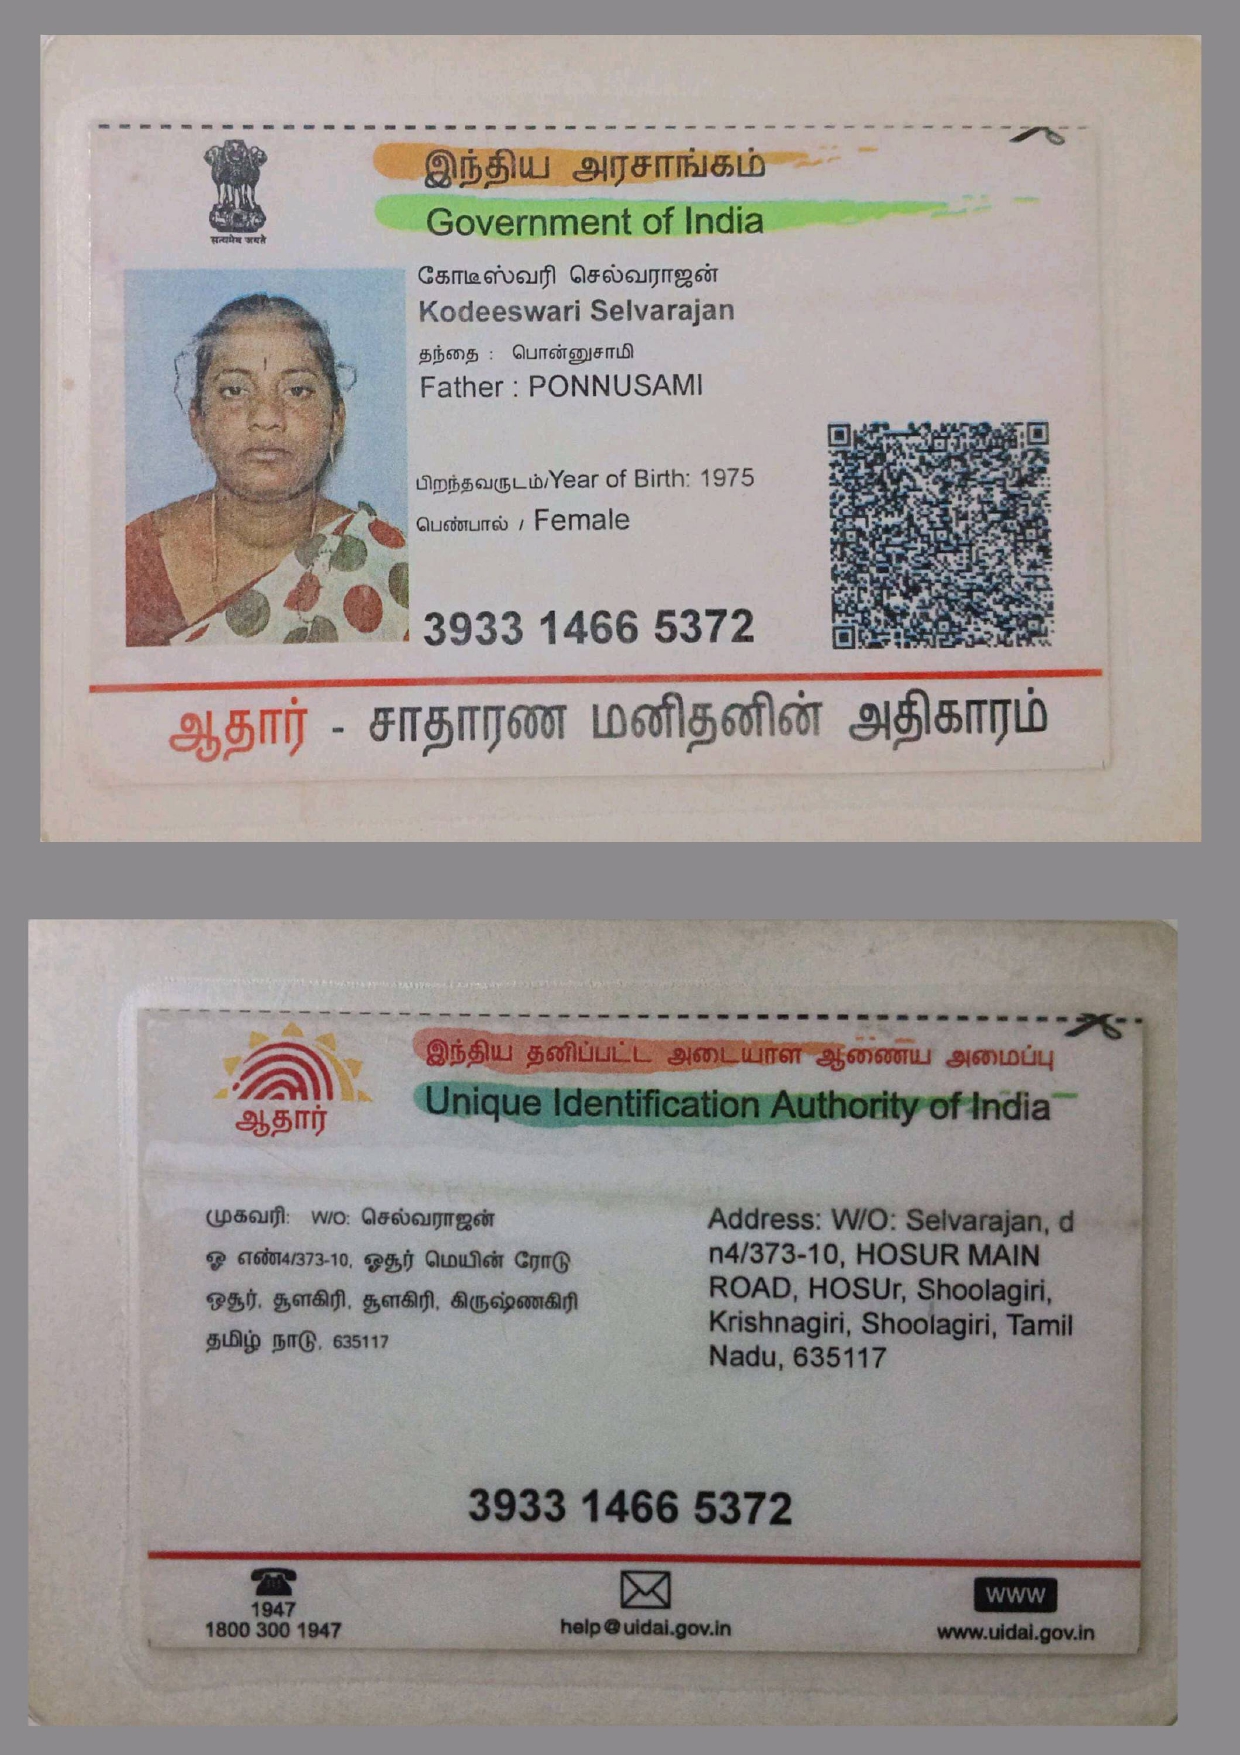 இந்திய அரசாங்கம்
Government of India
सत्यमेव जयते
கோடீஸ்வரி செல்வராஜன்
Kodeeswari Selvarajan
தந்தை : பொன்னுசாமி
Father : PONNUSAMI
பிறந்தவருடம்/Year of Birth: 1975
பெண்பால் / Female
3933 1466 5372
ஆதார் - சாதாரண மனிதனின் அதிகாரம்
இந்திய தனிப்பட்ட அடையாள ஆணைய அமைப்பு
Unique Identification Authority of India
ஆதார்
முகவரி: W/O: செல்வராஜன்
ஓ எண்4/373-10, ஓசூர் மெயின் ரோடு
ஒசூர், சூளகிரி, சூளகிரி, கிருஷ்ணகிரி
தமிழ் நாடு, 635117
Address: W/O: Selvarajan, d
n4/373-10, HOSUR MAIN
ROAD, HOSUr, Shoolagiri,
Krishnagiri, Shoolagiri, Tamil
Nadu, 635117
3933 1466 5372
1947
1800 300 1947
help@uidai.gov.in
www
www.uidai.gov.in